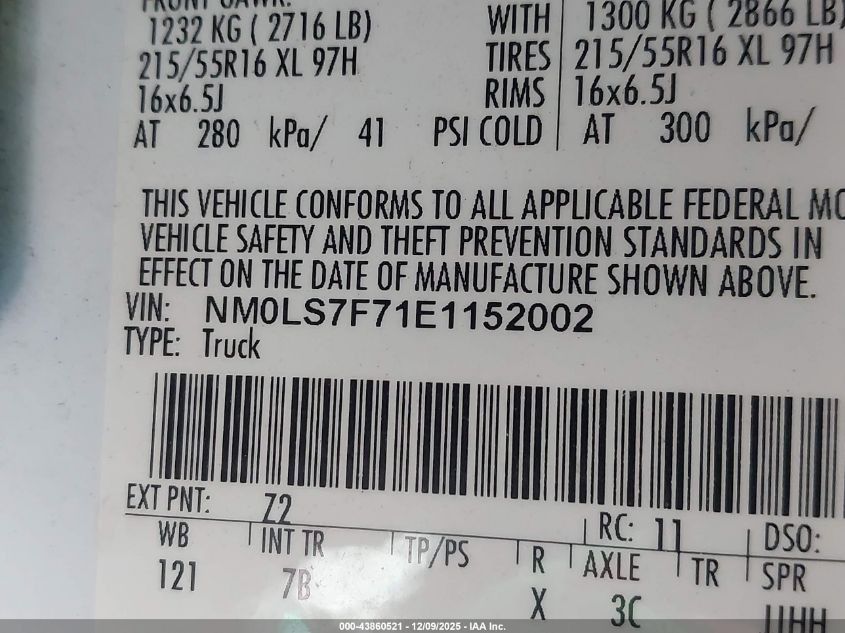 FRONT GAWR:
1232 KG ( 2716 LB) WITH 1300 KG ( 2866 LB)
215/55R16 XL 97H TIRES 215/55R16 XL 97H
16x6.5J RIMS 16x6.5J
AT 280 kPa/ 41 PSI COLD AT 300 kPa/
THIS VEHICLE CONFORMS TO ALL APPLICABLE FEDERAL MO
VEHICLE SAFETY AND THEFT PREVENTION STANDARDS IN
EFFECT ON THE DATE OF MANUFACTURE SHOWN ABOVE.
VIN: NM0LS7F71E1152002
TYPE: Truck
EXT PNT: Z2 RC: 11 DSO:
WB INT TR TP/PS R AXLE TR SPR
121 7B X 3C UHH
000-43860521 - 12/09/2025 - IAA Inc.